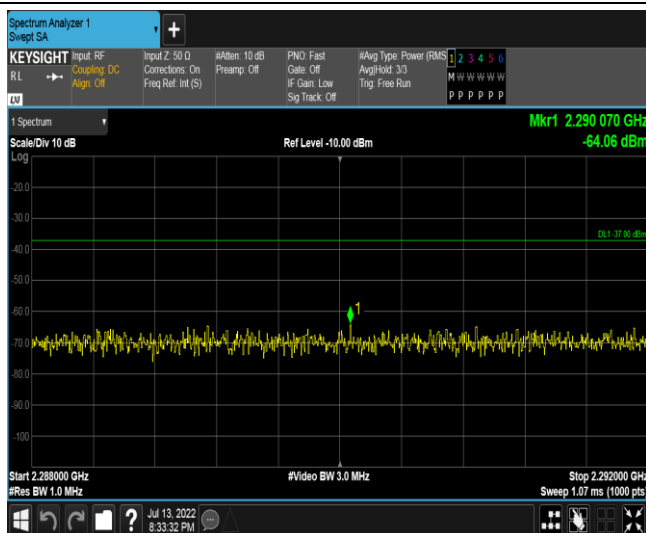 Spectrum Analyzer 1
Swept SA
KEYSIGHT
RL
LXI
Input: RF
Coupling: DC
Align: Off
Input Z: 50 Ω
Corrections: On
Freq Ref: Int (S)
#Atten: 10 dB
Preamp: Off
PNO: Fast
Gate: Off
IF Gain: Low
Sig Track: Off
#Avg Type: Power (RMS
Avg|Hold: 3/3
Trig: Free Run
1 2 3 4 5 6
M W W W W W
P P P P P P
1 Spectrum
Mkr1 2.290 070 GHz
Scale/Div 10 dB
Ref Level -10.00 dBm
-64.06 dBm
Log
-20.0
-30.0
DL1 -37.00 dBm
-40.0
-50.0
-60.0
1
-70.0
-80.0
-90.0
-100
Start 2.288000 GHz
#Video BW 3.0 MHz
Stop 2.292000 GHz
#Res BW 1.0 MHz
Sweep 1.07 ms (1000 pts)
?
Jul 13, 2022
8:33:32 PM